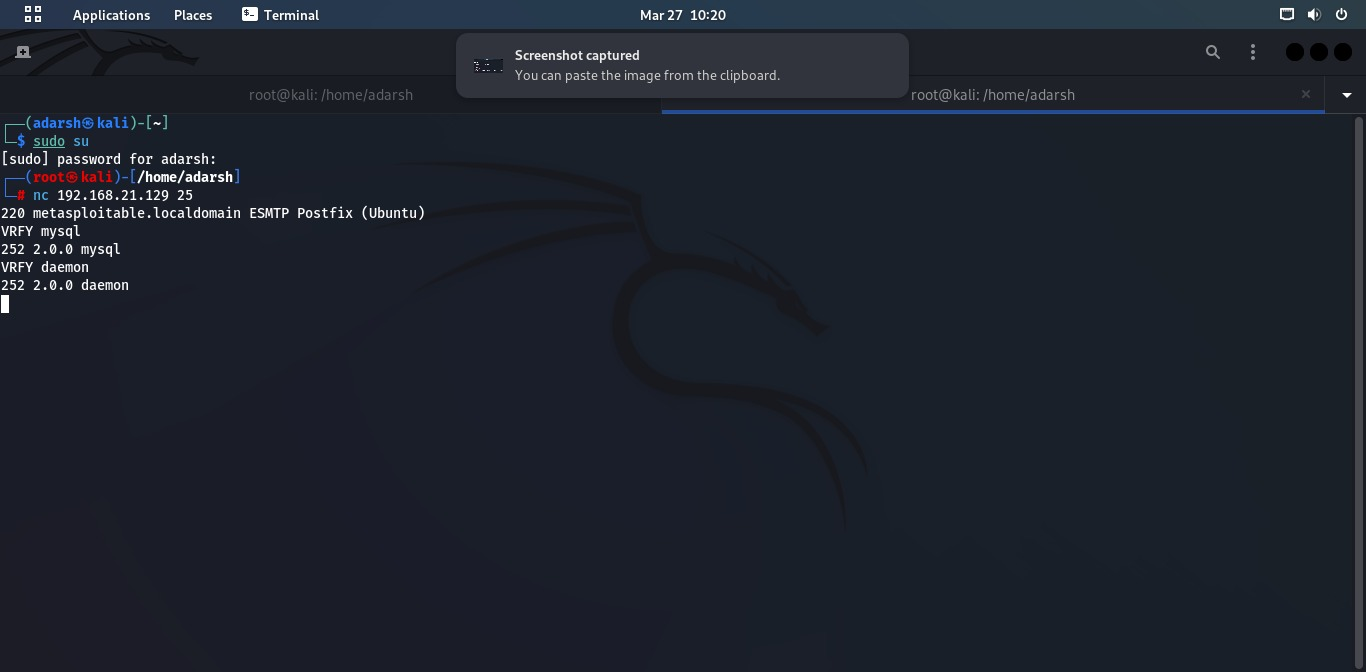 Applications Places Terminal Mar 27 10:20
Screenshot captured
You can paste the image from the clipboard.
root@kali: /home/adarsh root@kali: /home/adarsh ×
┌──(adarsh㉿kali)-[~]
└─$ sudo su
[sudo] password for adarsh:
┌──(root㉿kali)-[/home/adarsh]
└─# nc 192.168.21.129 25
220 metasploitable.localdomain ESMTP Postfix (Ubuntu)
VRFY mysql
252 2.0.0 mysql
VRFY daemon
252 2.0.0 daemon